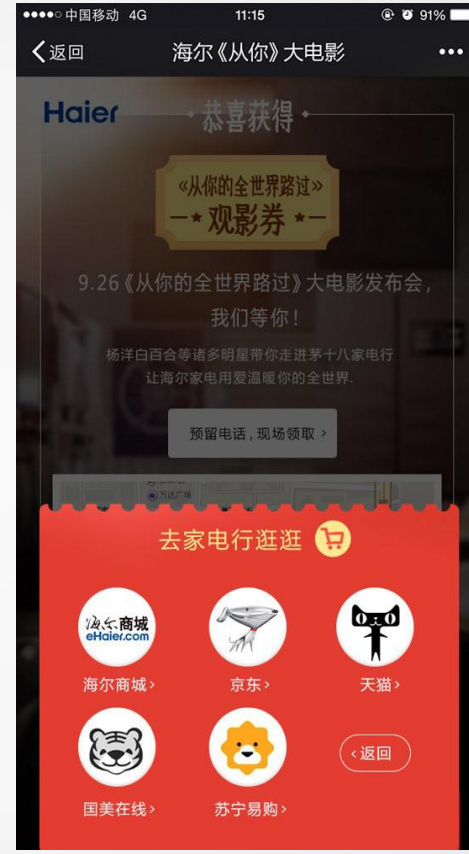 中国移动 4G 11:15 91%
返回 海尔《从你》大电影
Haier
恭喜获得
《从你的全世界路过》
观影券
9.26《从你的全世界路过》大电影发布会,
我们等你!
杨洋白百合等诸多明星带你走进茅十八家电行
让海尔家电用爱温暖你的全世界.
预留电话,现场领取 >
万达广场
去家电行逛逛
海尔商城
eHaier.com
海尔商城>
京东>
天猫>
国美在线>
苏宁易购>
<返回